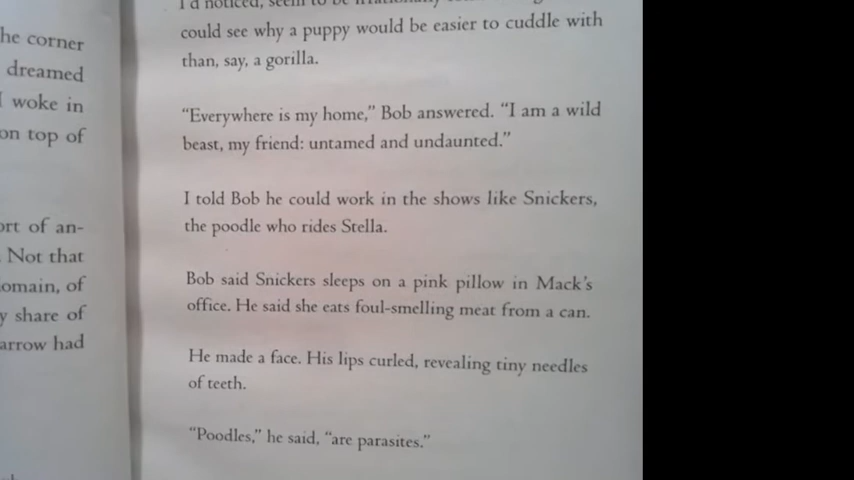 he corner
dreamed
I woke in
on top of
ort of an-
Not that
omain, of
y share of
arrow had
I'd noticed, seem to be
could see why a puppy would be easier to cuddle with
than, say, a gorilla.
“Everywhere is my home,” Bob answered. “I am a wild
beast, my friend: untamed and undaunted.”
I told Bob he could work in the shows like Snickers,
the poodle who rides Stella.
Bob said Snickers sleeps on a pink pillow in Mack’s
office. He said she eats foul-smelling meat from a can.
He made a face. His lips curled, revealing tiny needles
of teeth.
“Poodles,” he said, “are parasites.”